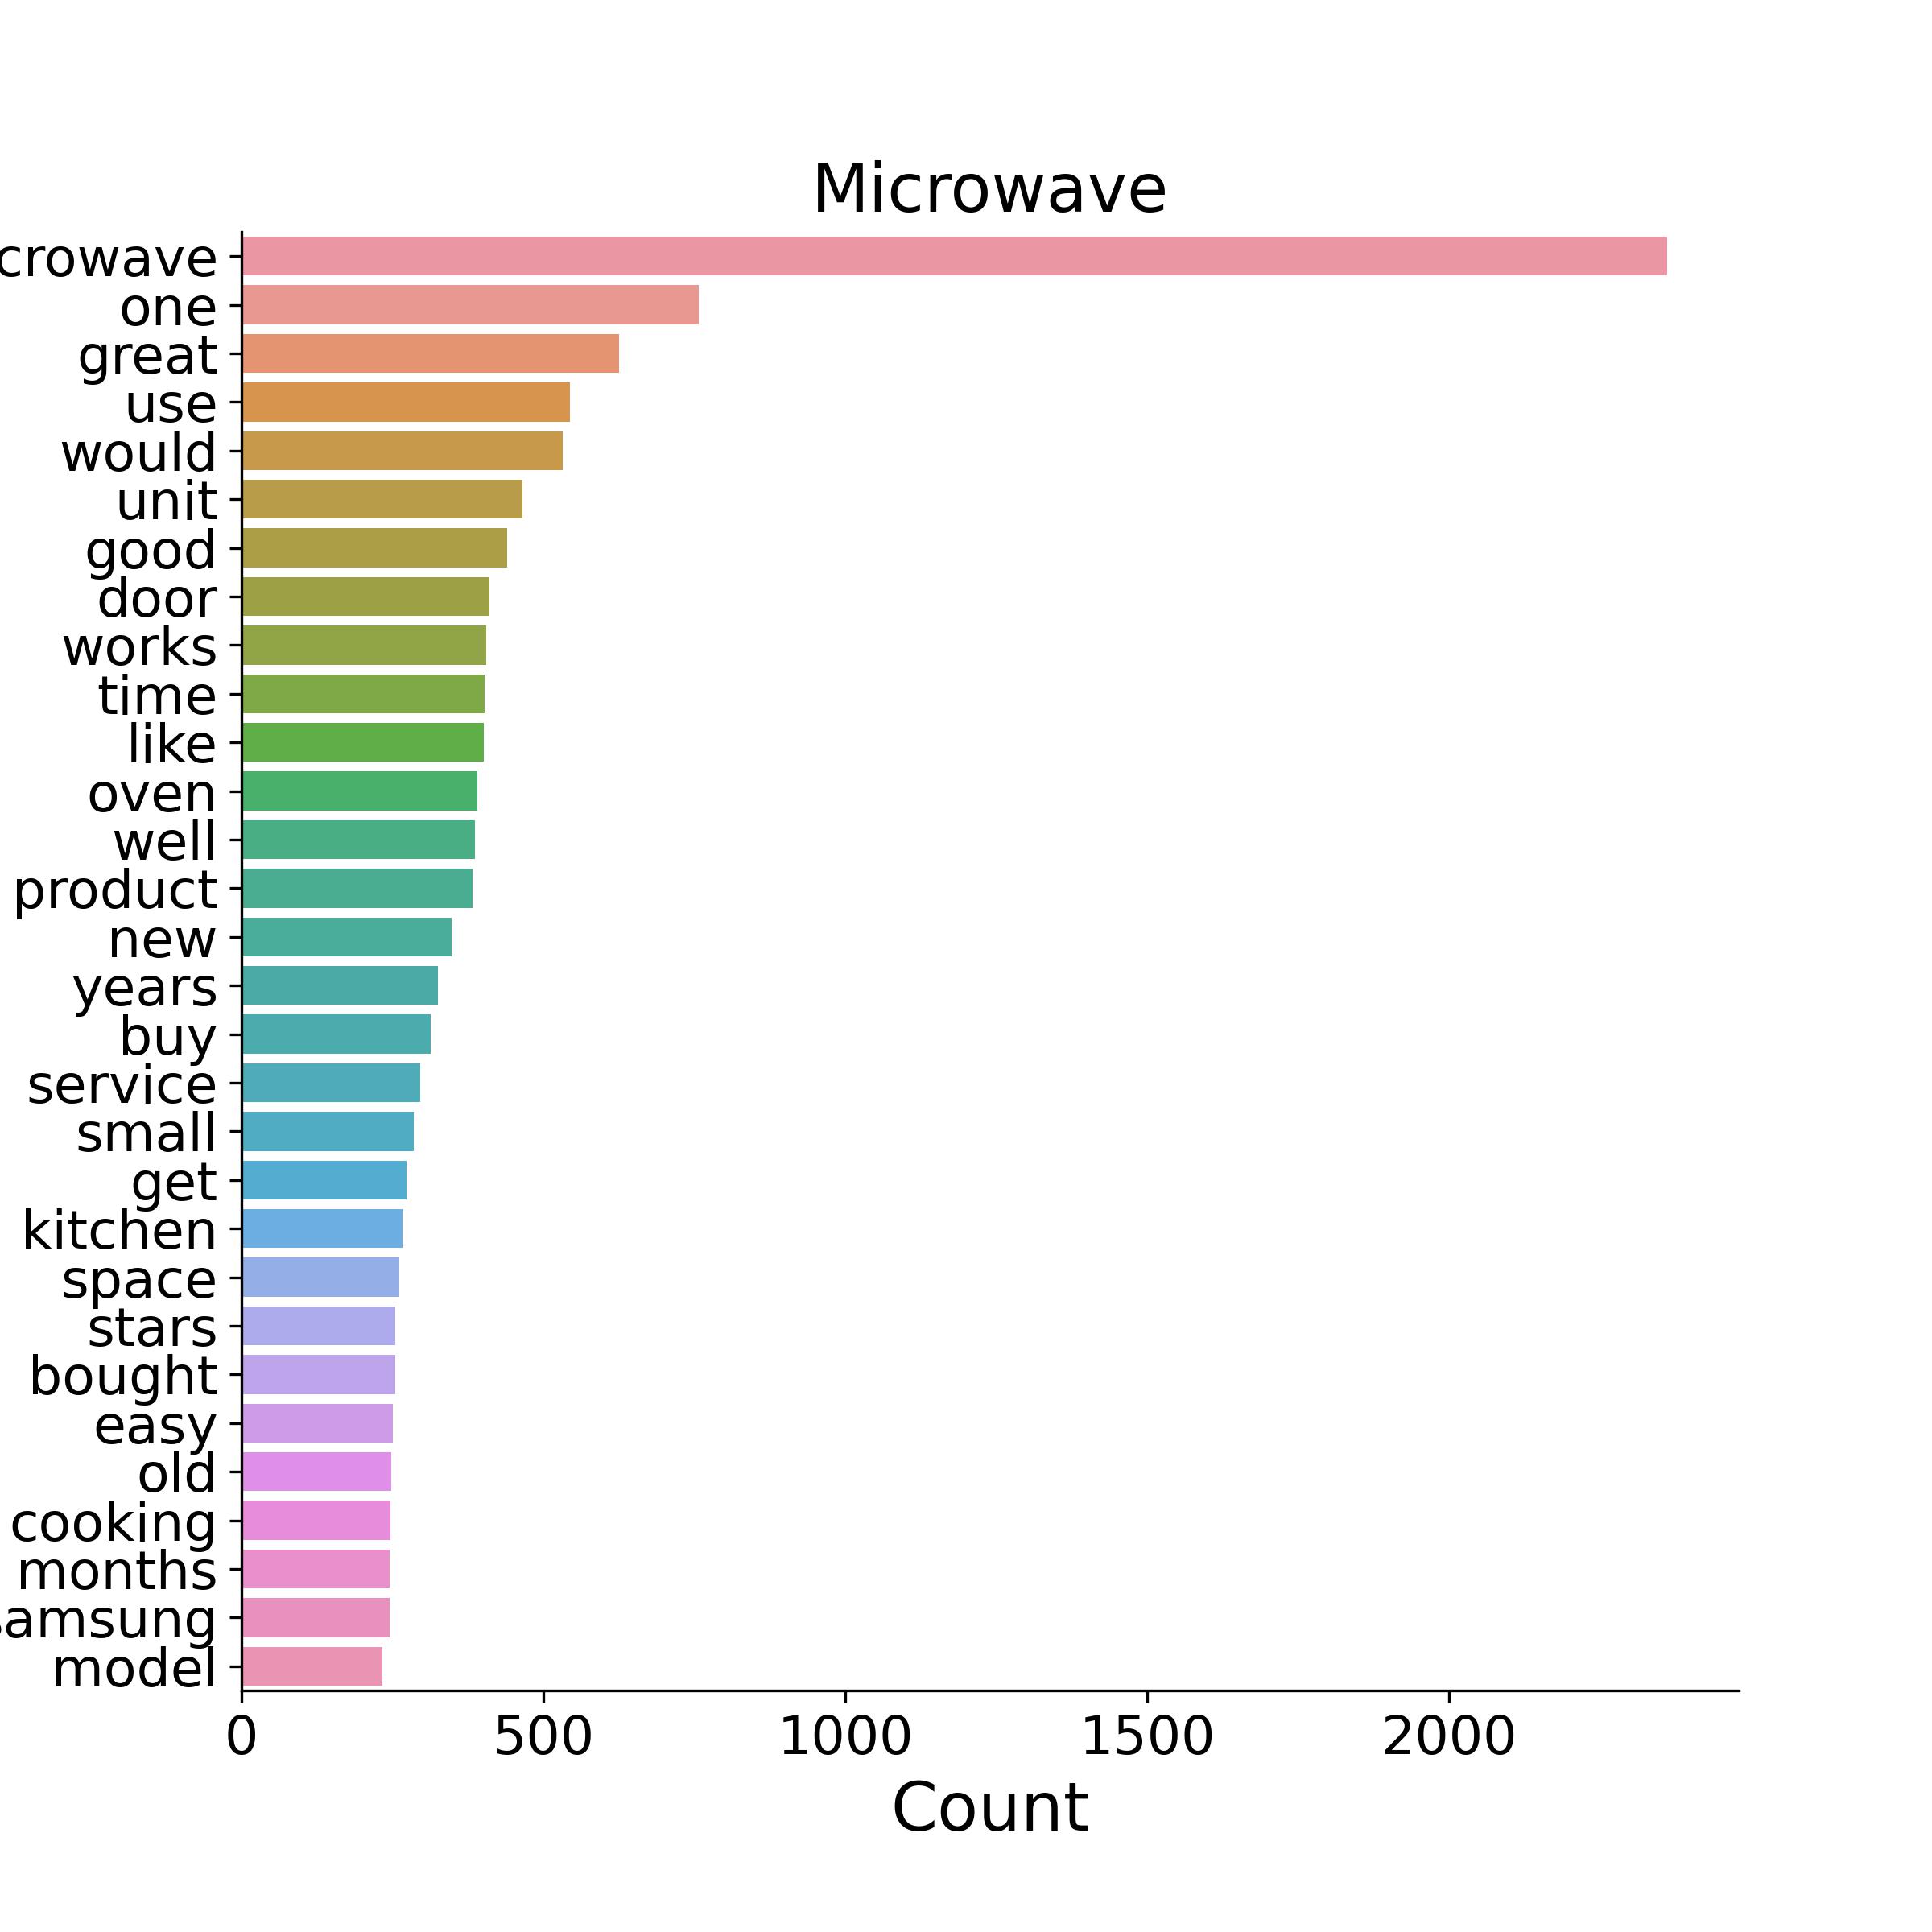 Microwave
crowave
one
great
use
would
unit
good
door
works
time
like
oven
well
product
new
years
buy
service
small
get
kitchen
space
stars
bought
easy
old
cooking
months
samsung
model
0 500 1000 1500 2000
Count